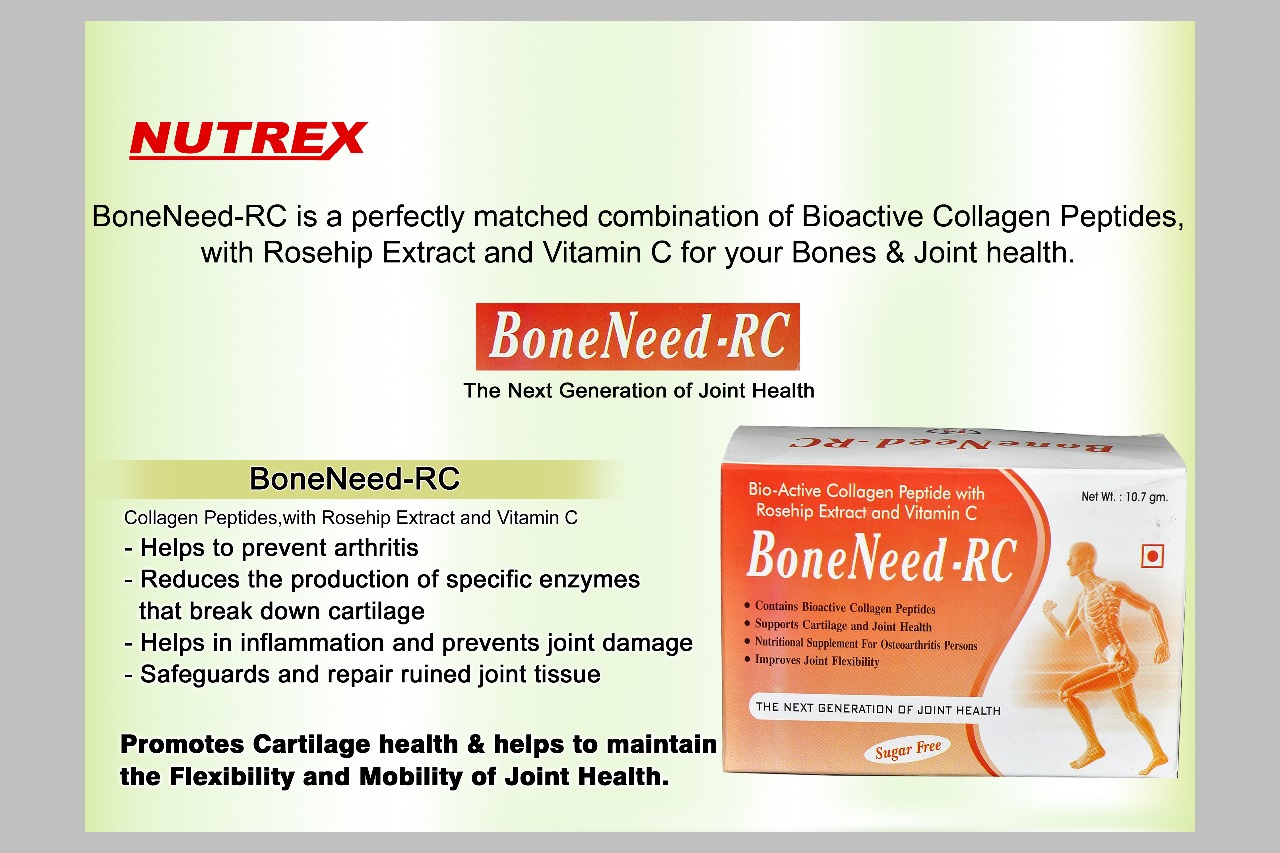 NUTREX
BoneNeed-RC is a perfectly matched combination of Bioactive Collagen Peptides,
with Rosehip Extract and Vitamin C for your Bones & Joint health.
BoneNeed-RC
The Next Generation of Joint Health
BoneNeed-RC
Collagen Peptides,with Rosehip Extract and Vitamin C
- Helps to prevent arthritis
- Reduces the production of specific enzymes
that break down cartilage
- Helps in inflammation and prevents joint damage
- Safeguards and repair ruined joint tissue
Promotes Cartilage health & helps to maintain
the Flexibility and Mobility of Joint Health.
BoneNeed-RC
Bio-Active Collagen Peptide with
Rosehip Extract and Vitamin C
Net Wt. : 10.7 gm.
BoneNeed-RC
• Contains Bioactive Collagen Peptides
• Supports Cartilage and Joint Health
• Nutritional Supplement For Osteoarthritis Persons
• Improves Joint Flexibility
THE NEXT GENERATION OF JOINT HEALTH
Sugar Free